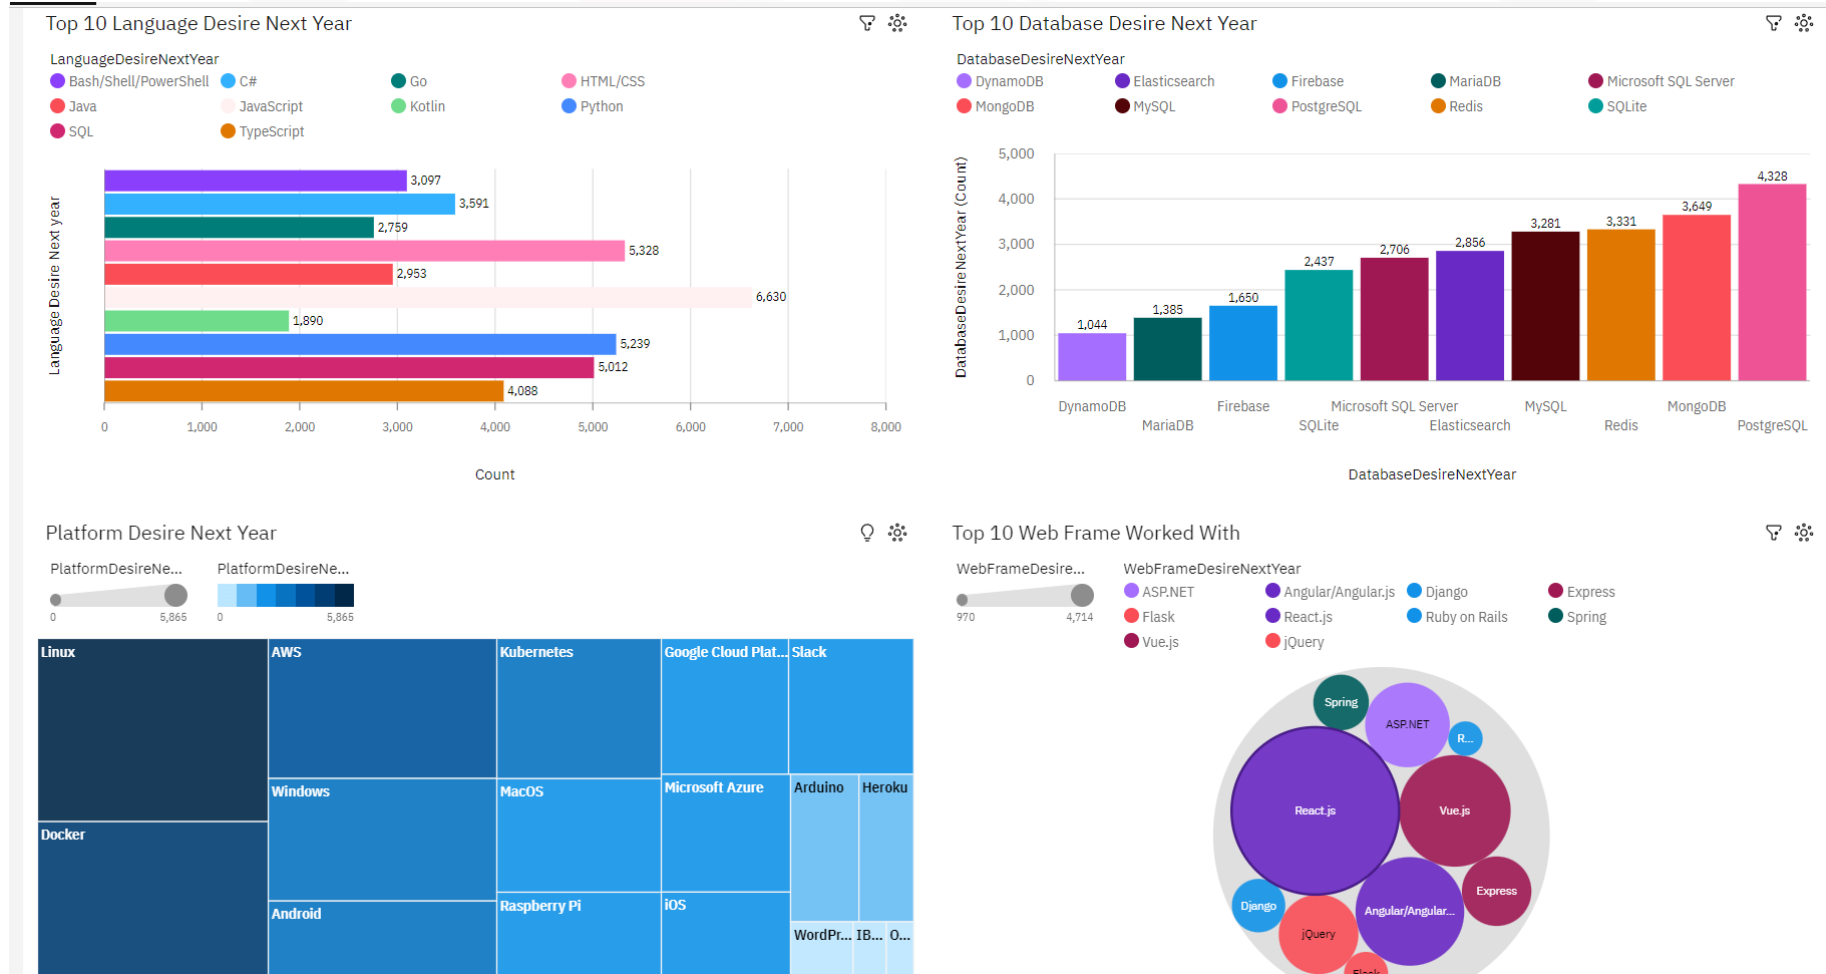 Top 10 Language Desire Next Year
LanguageDesireNextYear
Bash/Shell/PowerShell C# Go HTML/CSS
Java JavaScript Kotlin Python
SQL TypeScript
Language Desire Next year
3,097
3,591
2,759
5,328
2,953
6,630
1,890
5,239
5,012
4,088
0 1,000 2,000 3,000 4,000 5,000 6,000 7,000 8,000
Count
Top 10 Database Desire Next Year
DatabaseDesireNextYear
DynamoDB Elasticsearch Firebase MariaDB Microsoft SQL Server
MongoDB MySQL PostgreSQL Redis SQLite
DatabaseDesireNextYear (Count)
5,000
4,000
3,000
2,000
1,000
0
1,044 1,385 1,650 2,437 2,706 2,856 3,281 3,331 3,649 4,328
DynamoDB Firebase Microsoft SQL Server MySQL MongoDB
MariaDB SQLite Elasticsearch Redis PostgreSQL
DatabaseDesireNextYear
Platform Desire Next Year
PlatformDesireNe... PlatformDesireNe...
0 5,865 0 5,865
Linux AWS Kubernetes Google Cloud Plat... Slack
Windows MacOS Microsoft Azure Arduino Heroku
Docker
Android Raspberry Pi iOS
WordPr... IB... O...
Top 10 Web Frame Worked With
WebFrameDesire... WebFrameDesireNextYear
970 4,714
ASP.NET Angular/Angular.js Django Express
Flask React.js Ruby on Rails Spring
Vue.js jQuery
Spring
ASP.NET
R...
React.js
Vue.js
Express
Django
Angular/Angular...
jQuery
Flask